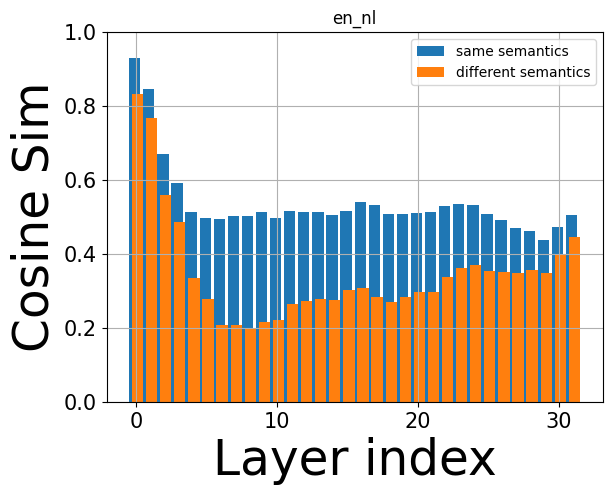 en_nl
same semantics
different semantics
Cosine Sim
1.0
0.8
0.6
0.4
0.2
0.0
0 10 20 30
Layer index